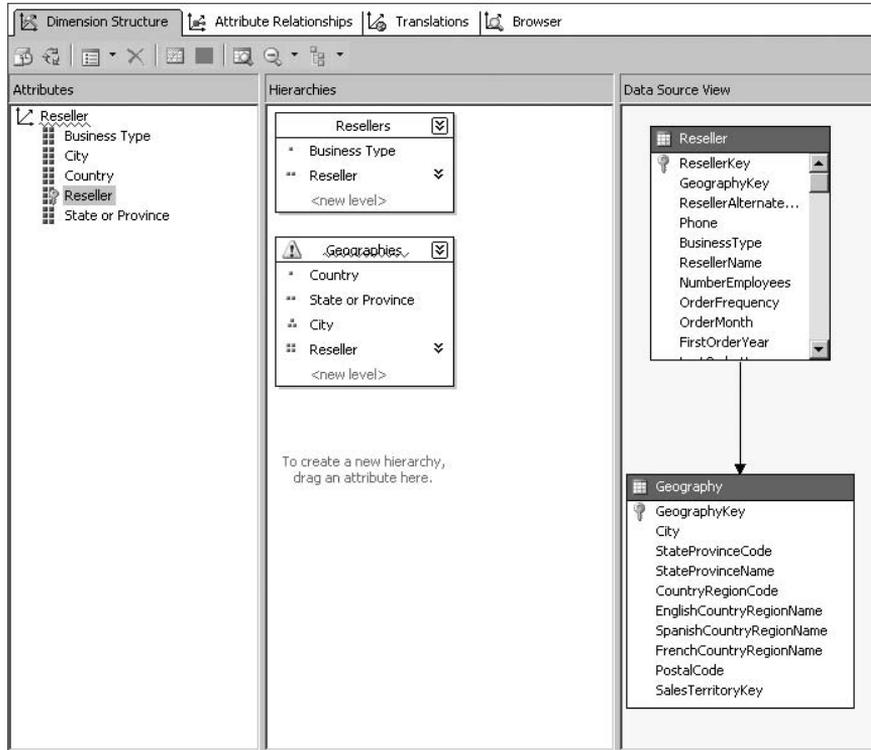 Dimension Structure Attribute Relationships Translations Browser
Attributes
Reseller
Business Type
City
Country
Reseller
State or Province
Hierarchies
Resellers
Business Type
Reseller
<new level>
Geographies
Country
State or Province
City
Reseller
<new level>
To create a new hierarchy,
drag an attribute here.
Data Source View
Reseller
ResellerKey
GeographyKey
ResellerAlternate...
Phone
BusinessType
ResellerName
NumberEmployees
OrderFrequency
OrderMonth
FirstOrderYear
Geography
GeographyKey
City
StateProvinceCode
StateProvinceName
CountryRegionCode
EnglishCountryRegionName
SpanishCountryRegionName
FrenchCountryRegionName
PostalCode
SalesTerritoryKey